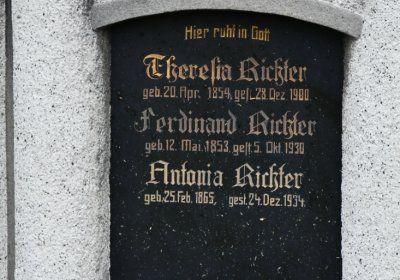 Hier ruht in Gott
Theresia Richter
geb. 20. Apr. 1854, gest. 28. Dez. 1900
Ferdinand Richter
geb. 12. Mai. 1853, gest. 5. Okt. 1930
Antonia Richter
geb. 25. Feb. 1865, gest. 24. Dez. 1934.